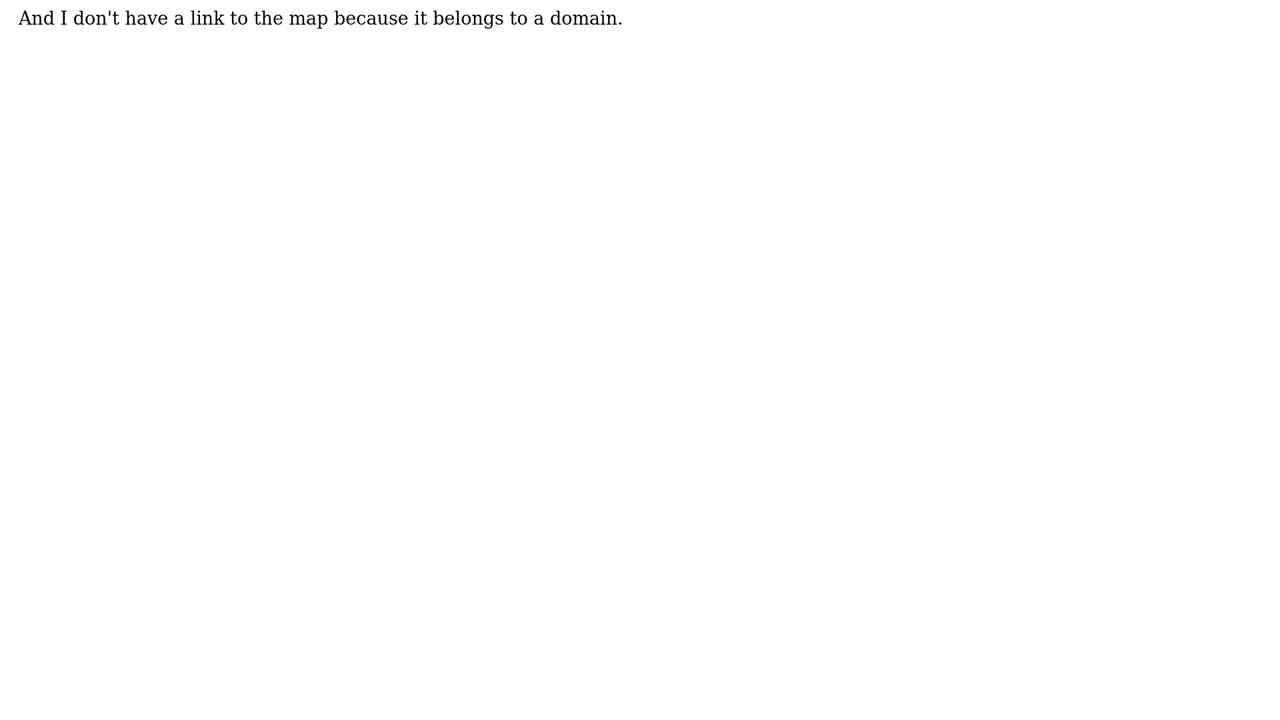 And I don't have a link to the map because it belongs to a domain.